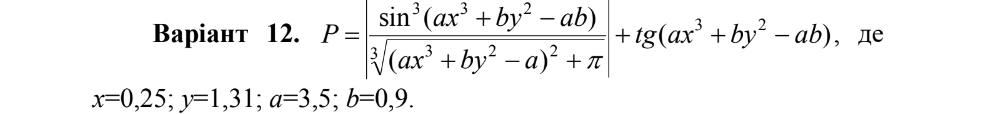 Варіант 12. P = |sin³(ax³ + by² − ab) / ∛((ax³ + by² − a)² + π)| + tg(ax³ + by² − ab), де
x=0,25; y=1,31; a=3,5; b=0,9.